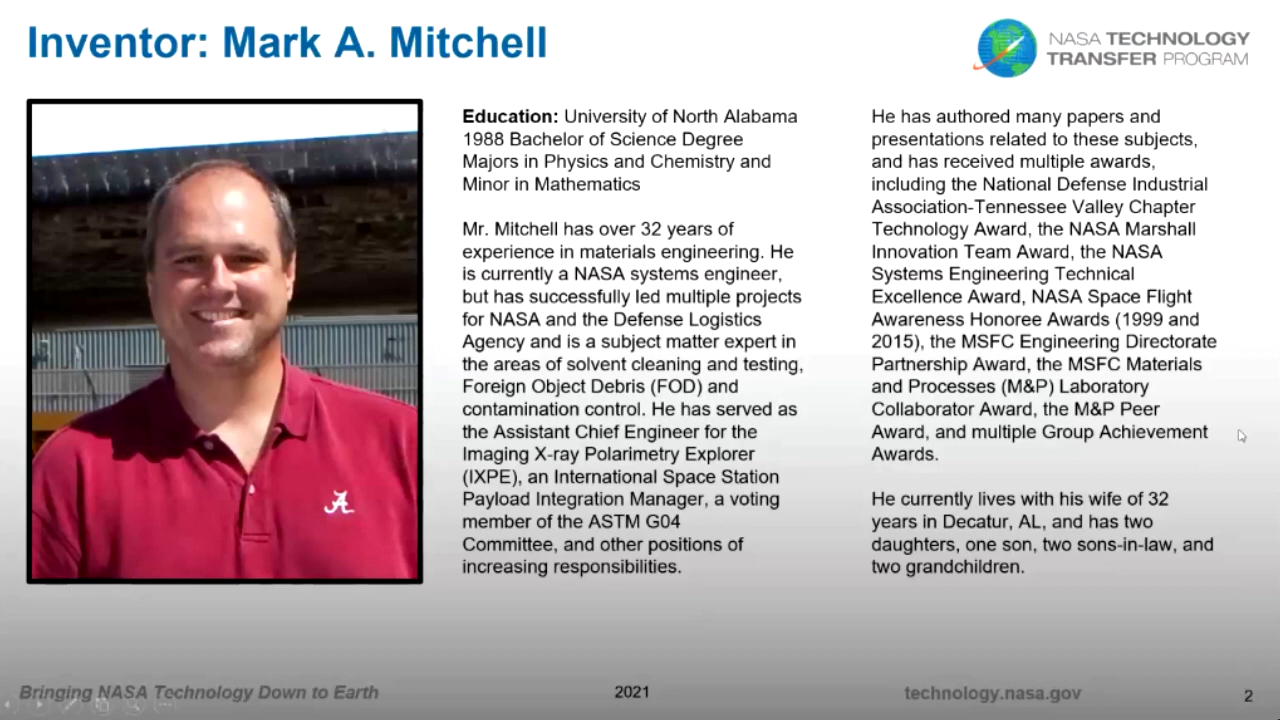 Inventor: Mark A. Mitchell
NASA TECHNOLOGY
TRANSFER PROGRAM
Education: University of North Alabama
1988 Bachelor of Science Degree
Majors in Physics and Chemistry and
Minor in Mathematics
Mr. Mitchell has over 32 years of
experience in materials engineering. He
is currently a NASA systems engineer,
but has successfully led multiple projects
for NASA and the Defense Logistics
Agency and is a subject matter expert in
the areas of solvent cleaning and testing,
Foreign Object Debris (FOD) and
contamination control. He has served as
the Assistant Chief Engineer for the
Imaging X-ray Polarimetry Explorer
(IXPE), an International Space Station
Payload Integration Manager, a voting
member of the ASTM G04
Committee, and other positions of
increasing responsibilities.
He has authored many papers and
presentations related to these subjects,
and has received multiple awards,
including the National Defense Industrial
Association-Tennessee Valley Chapter
Technology Award, the NASA Marshall
Innovation Team Award, the NASA
Systems Engineering Technical
Excellence Award, NASA Space Flight
Awareness Honoree Awards (1999 and
2015), the MSFC Engineering Directorate
Partnership Award, the MSFC Materials
and Processes (M&P) Laboratory
Collaborator Award, the M&P Peer
Award, and multiple Group Achievement
Awards.
He currently lives with his wife of 32
years in Decatur, AL, and has two
daughters, one son, two sons-in-law, and
two grandchildren.
A
Bringing NASA Technology Down to Earth
2021
technology.nasa.gov
2